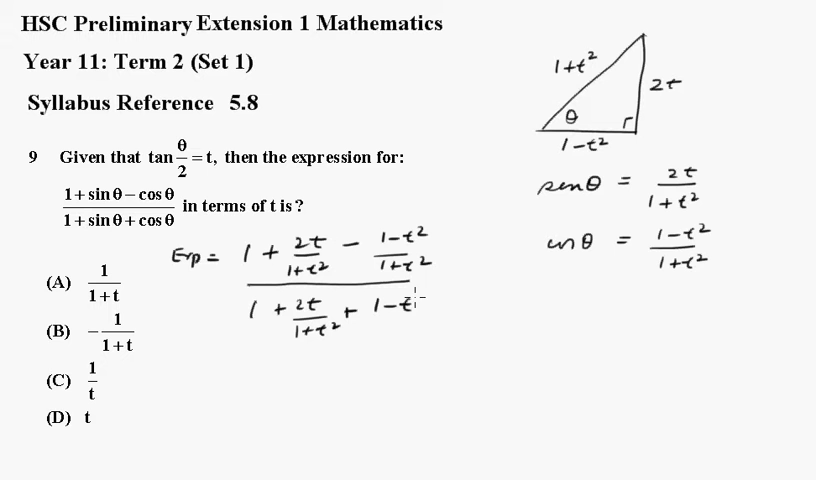 HSC Preliminary Extension 1 Mathematics
Year 11: Term 2 (Set 1)
Syllabus Reference 5.8
9 Given that tan θ/2 = t, then the expression for:
(1 + sin θ − cos θ)/(1 + sin θ + cos θ) in terms of t is?
(A) 1/(1+t)
(B) −1/(1+t)
(C) 1/t
(D) t
Exp = (1 + 2t/(1+t²) − (1−t²)/(1+t²))/(1 + 2t/(1+t²) + 1−t
1+t²
2t
θ
1−t²
sin θ = 2t/(1+t²)
cos θ = (1−t²)/(1+t²)